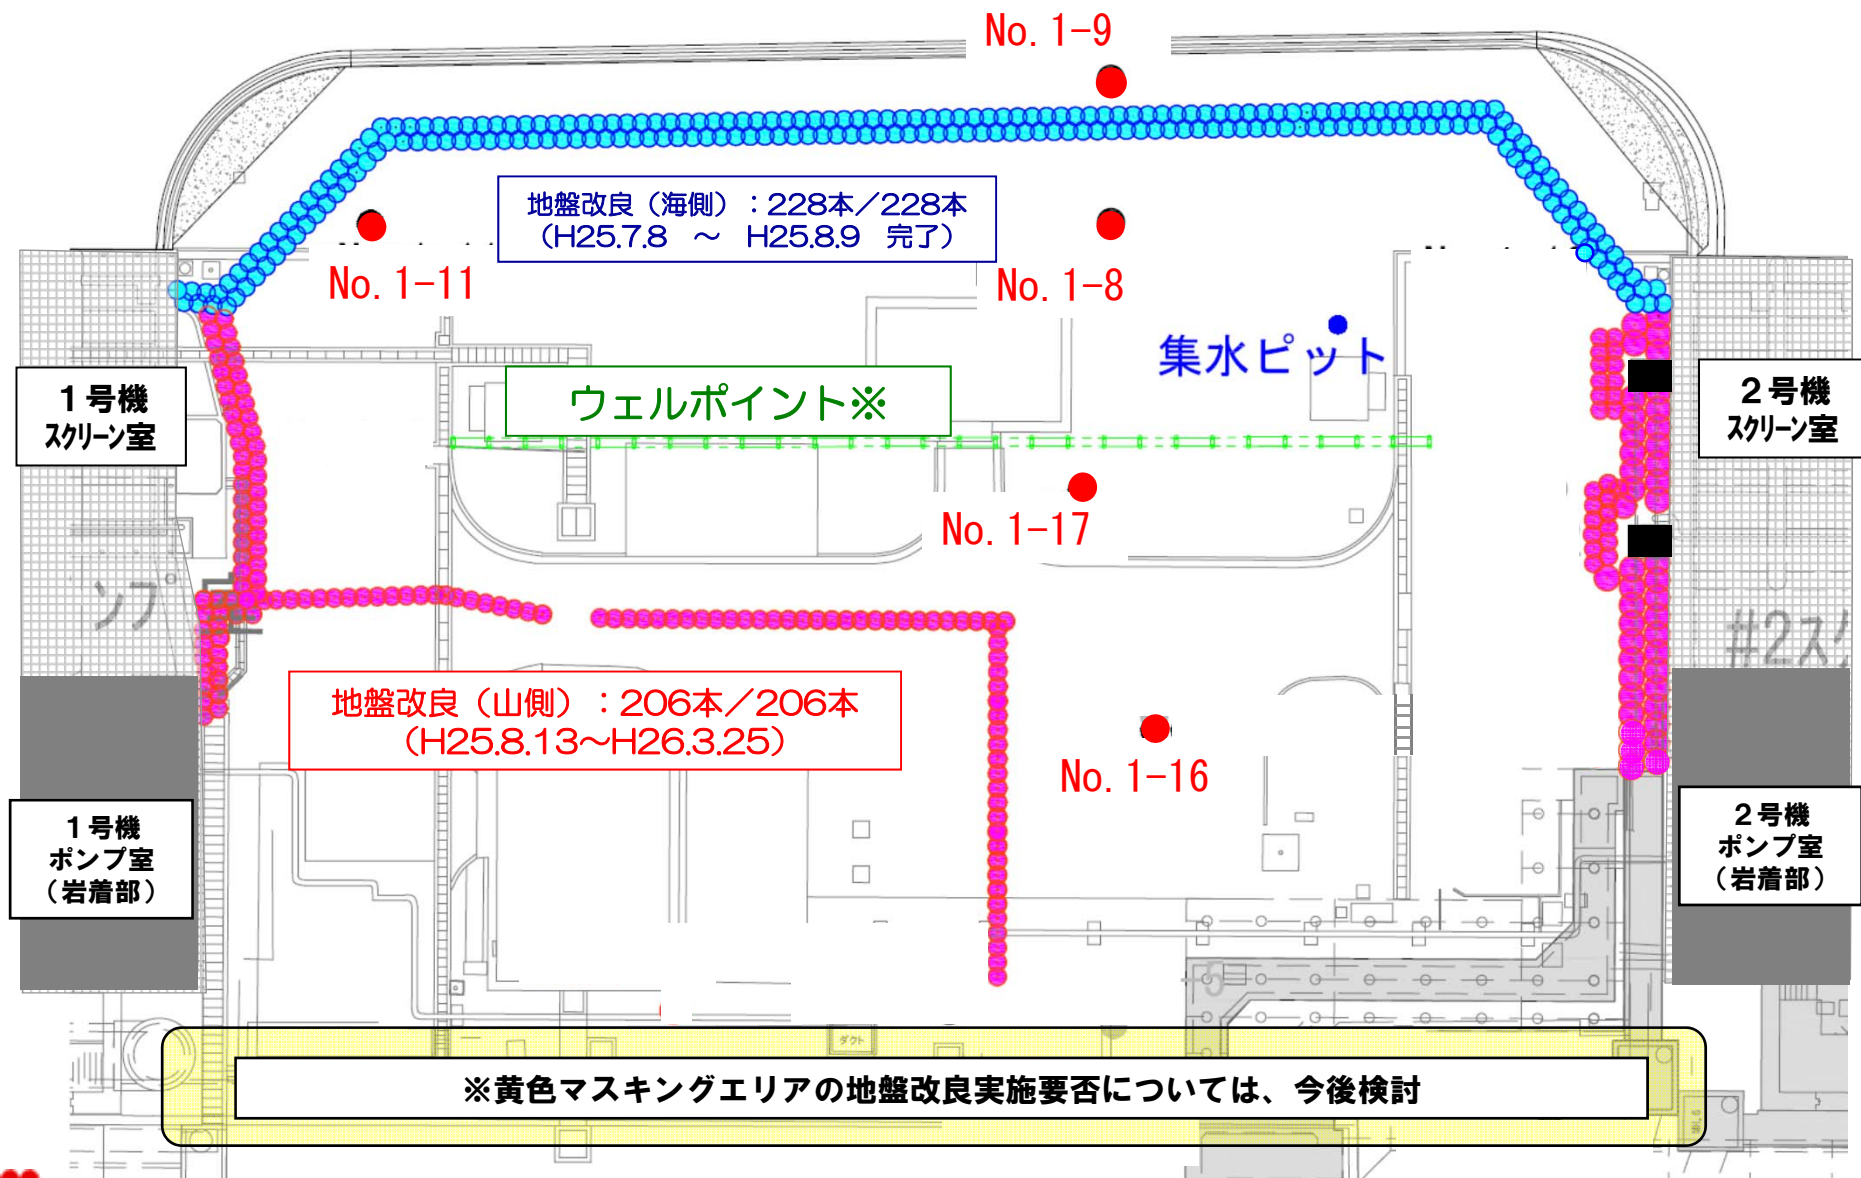 No. 1-9
地盤改良（海側）：228本／228本
（H25.7.8　～　H25.8.9　完了）
No. 1-11
No. 1-8
集水ピット
1号機
スクリーン室
ウェルポイント※
2号機
スクリーン室
No. 1-17
ンプ
#2ス
地盤改良（山側）：206本／206本
（H25.8.13～H26.3.25）
No. 1-16
1号機
ポンプ室
（岩着部）
2号機
ポンプ室
（岩着部）
ダクト
※黄色マスキングエリアの地盤改良実施要否については、今後検討